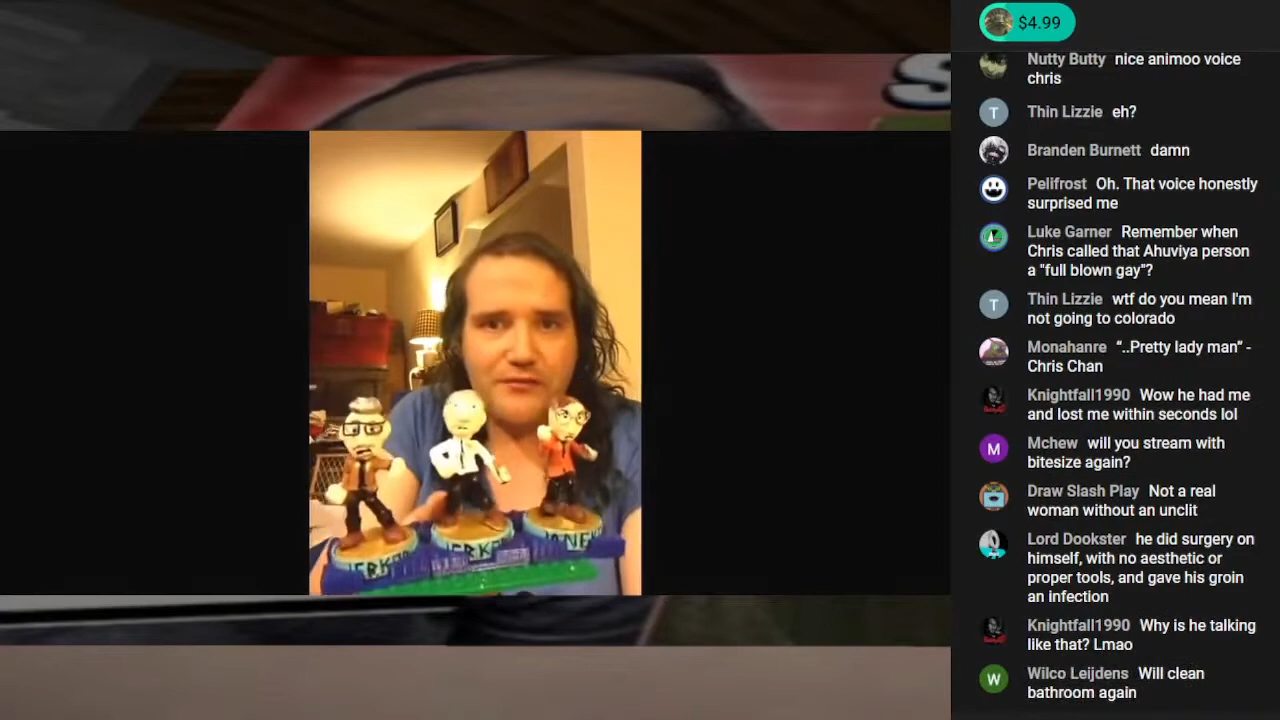 $4.99
Nutty Butty nice animoo voice
chris
Thin Lizzie eh?
Branden Burnett damn
Pelifrost Oh. That voice honestly
surprised me
Luke Garner Remember when
Chris called that Ahuviya person
a "full blown gay"?
T
Thin Lizzie wtf do you mean I'm
not going to colorado
T
Monahanre “..Pretty lady man” -
Chris Chan
Knightfall1990 Wow he had me
and lost me within seconds lol
M
Mchew will you stream with
bitesize again?
Draw Slash Play Not a real
woman without an unclit
Lord Dookster he did surgery on
himself, with no aesthetic or
proper tools, and gave his groin
an infection
Knightfall1990 Why is he talking
like that? Lmao
W
Wilco Leijdens Will clean
bathroom again
S